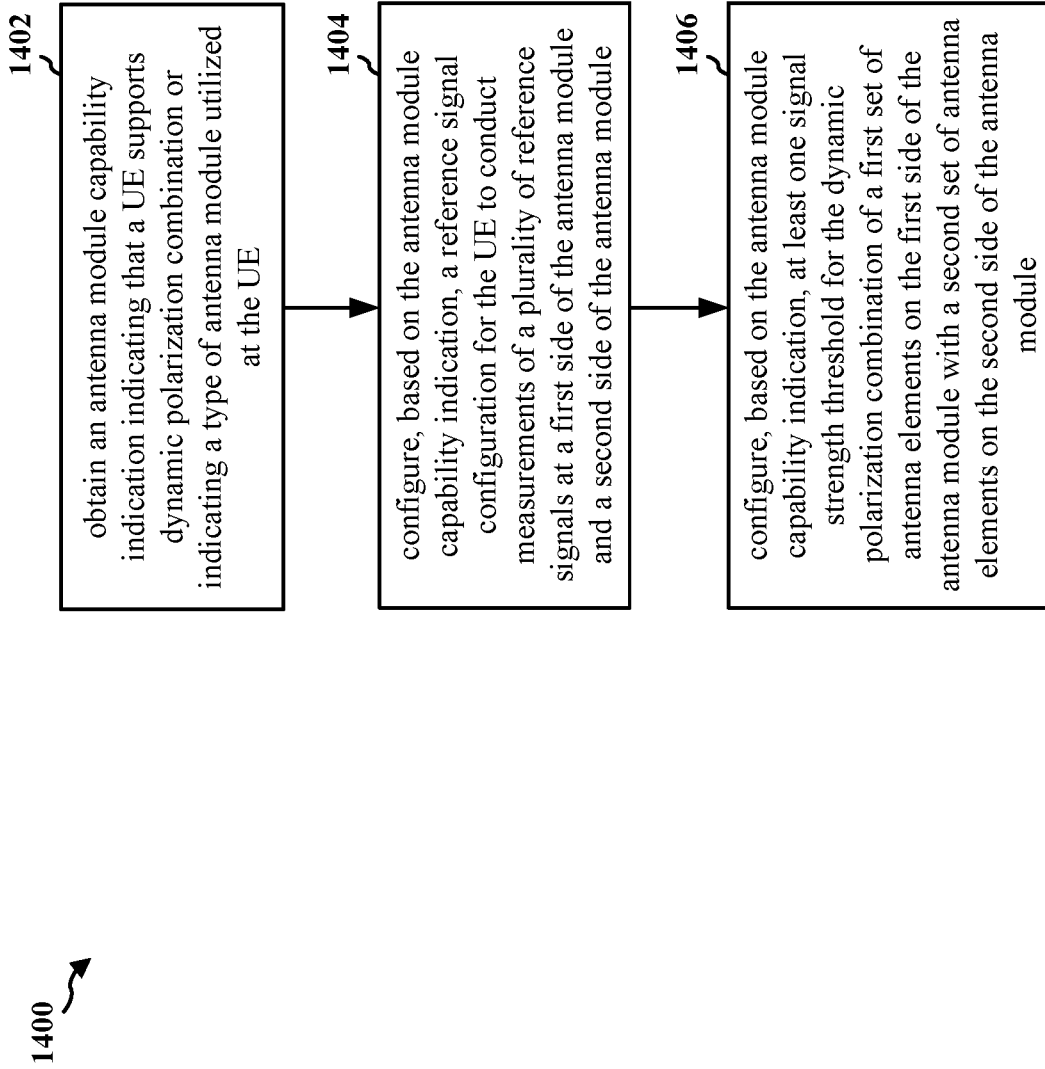 1400
1402
obtain an antenna module capability
indication indicating that a UE supports
dynamic polarization combination or
indicating a type of antenna module utilized
at the UE
1404
configure, based on the antenna module
capability indication, a reference signal
configuration for the UE to conduct
measurements of a plurality of reference
signals at a first side of the antenna module
and a second side of the antenna module
1406
configure, based on the antenna module
capability indication, at least one signal
strength threshold for the dynamic
polarization combination of a first set of
antenna elements on the first side of the
antenna module with a second set of antenna
elements on the second side of the antenna
module